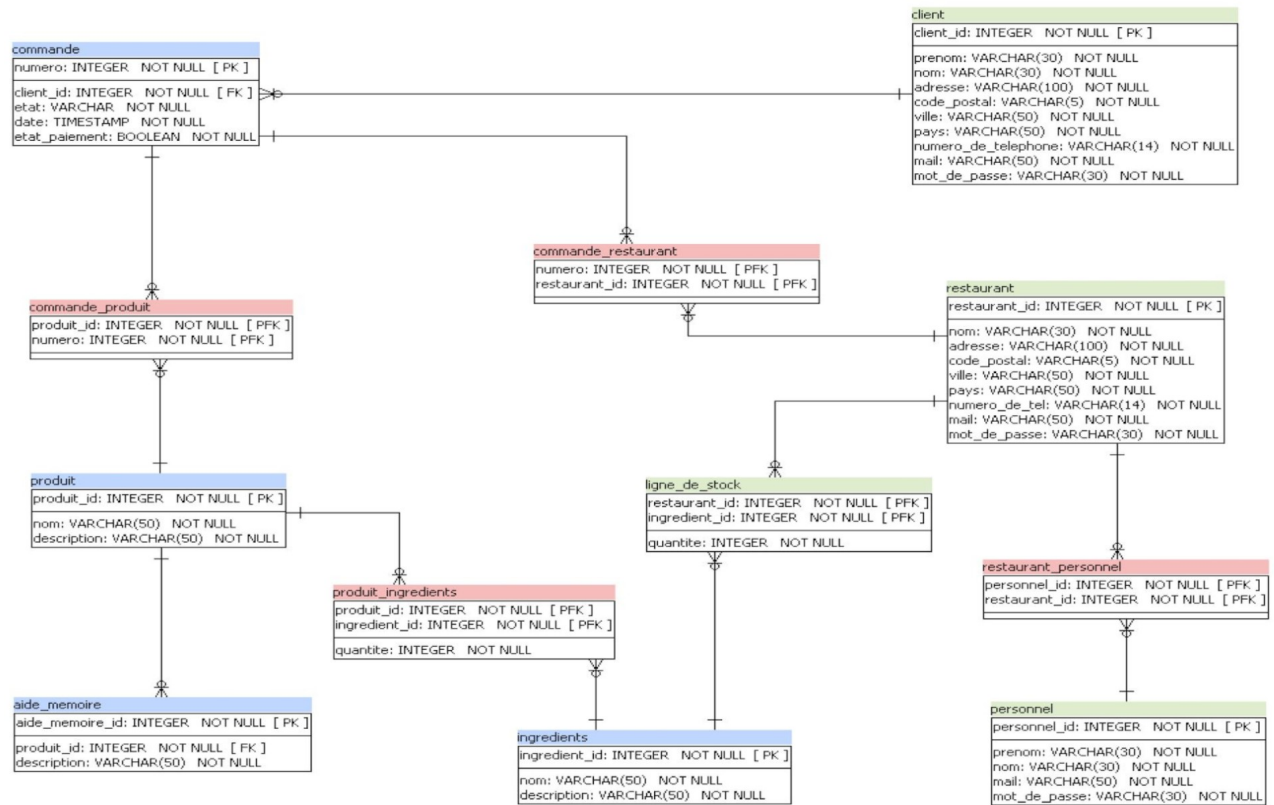 client
client_id: INTEGER NOT NULL [ PK ]
prenom: VARCHAR(30) NOT NULL
nom: VARCHAR(30) NOT NULL
adresse: VARCHAR(100) NOT NULL
code_postal: VARCHAR(5) NOT NULL
ville: VARCHAR(50) NOT NULL
pays: VARCHAR(50) NOT NULL
numero_de_telephone: VARCHAR(14) NOT NULL
mail: VARCHAR(50) NOT NULL
mot_de_passe: VARCHAR(30) NOT NULL
commande
numero: INTEGER NOT NULL [ PK ]
client_id: INTEGER NOT NULL [ FK ]
etat: VARCHAR NOT NULL
date: TIMESTAMP NOT NULL
etat_paiement: BOOLEAN NOT NULL
commande_restaurant
numero: INTEGER NOT NULL [ PFK ]
restaurant_id: INTEGER NOT NULL [ PFK ]
commande_produit
produit_id: INTEGER NOT NULL [ PFK ]
numero: INTEGER NOT NULL [ PFK ]
restaurant
restaurant_id: INTEGER NOT NULL [ PK ]
nom: VARCHAR(30) NOT NULL
adresse: VARCHAR(100) NOT NULL
code_postal: VARCHAR(5) NOT NULL
ville: VARCHAR(50) NOT NULL
pays: VARCHAR(50) NOT NULL
numero_de_tel: VARCHAR(14) NOT NULL
mail: VARCHAR(50) NOT NULL
mot_de_passe: VARCHAR(30) NOT NULL
produit
produit_id: INTEGER NOT NULL [ PK ]
nom: VARCHAR(50) NOT NULL
description: VARCHAR(50) NOT NULL
ligne_de_stock
restaurant_id: INTEGER NOT NULL [ PFK ]
ingredient_id: INTEGER NOT NULL [ PFK ]
quantite: INTEGER NOT NULL
produit_ingredients
produit_id: INTEGER NOT NULL [ PFK ]
ingredient_id: INTEGER NOT NULL [ PFK ]
quantite: INTEGER NOT NULL
restaurant_personnel
personnel_id: INTEGER NOT NULL [ PFK ]
restaurant_id: INTEGER NOT NULL [ PFK ]
aide_memoire
aide_memoire_id: INTEGER NOT NULL [ PK ]
produit_id: INTEGER NOT NULL [ FK ]
description: VARCHAR(50) NOT NULL
ingredients
ingredient_id: INTEGER NOT NULL [ PK ]
nom: VARCHAR(50) NOT NULL
description: VARCHAR(50) NOT NULL
personnel
personnel_id: INTEGER NOT NULL [ PK ]
prenom: VARCHAR(30) NOT NULL
nom: VARCHAR(30) NOT NULL
mail: VARCHAR(50) NOT NULL
mot_de_passe: VARCHAR(30) NOT NULL